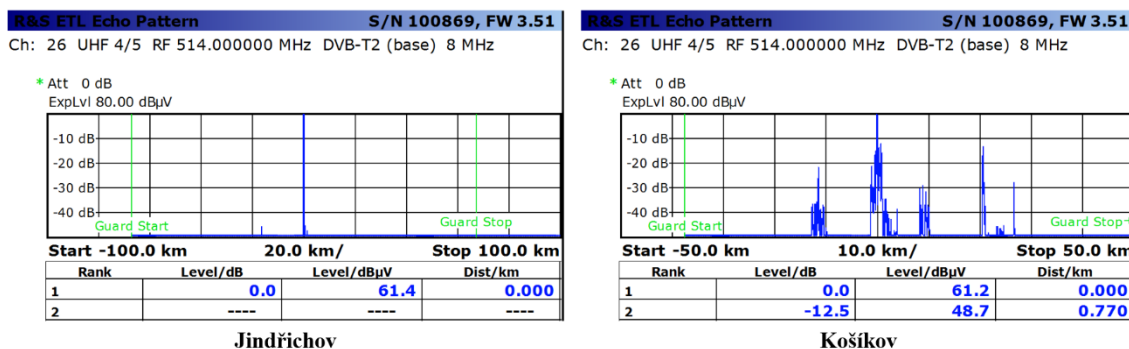 R&S ETL Echo Pattern S/N 100869, FW 3.51
Ch: 26 UHF 4/5 RF 514.000000 MHz DVB-T2 (base) 8 MHz
* Att 0 dB
ExpLvl 80.00 dBµV
-10 dB
-20 dB
-30 dB
-40 dB
Guard Start Guard Stop
Start -100.0 km 20.0 km/ Stop 100.0 km
Rank Level/dB Level/dBµV Dist/km
1 0.0 61.4 0.000
2 ---- ---- ----
Jindřichov
R&S ETL Echo Pattern S/N 100869, FW 3.51
Ch: 26 UHF 4/5 RF 514.000000 MHz DVB-T2 (base) 8 MHz
* Att 0 dB
ExpLvl 80.00 dBµV
-10 dB
-20 dB
-30 dB
-40 dB
Guard Start Guard Stop
Start -50.0 km 10.0 km/ Stop 50.0 km
Rank Level/dB Level/dBµV Dist/km
1 0.0 61.2 0.000
2 -12.5 48.7 0.770
Košíkov